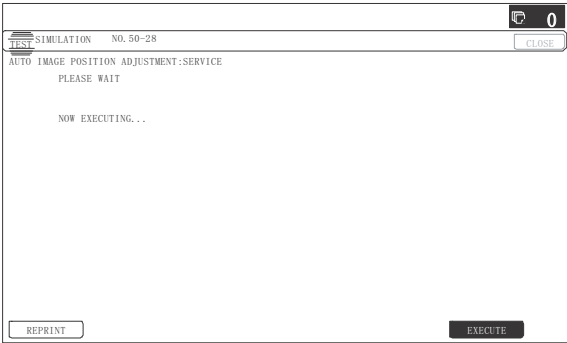 0
TEST SIMULATION NO.50-28
CLOSE
AUTO IMAGE POSITION ADJUSTMENT:SERVICE
PLEASE WAIT
NOW EXECUTING...
REPRINT EXECUTE